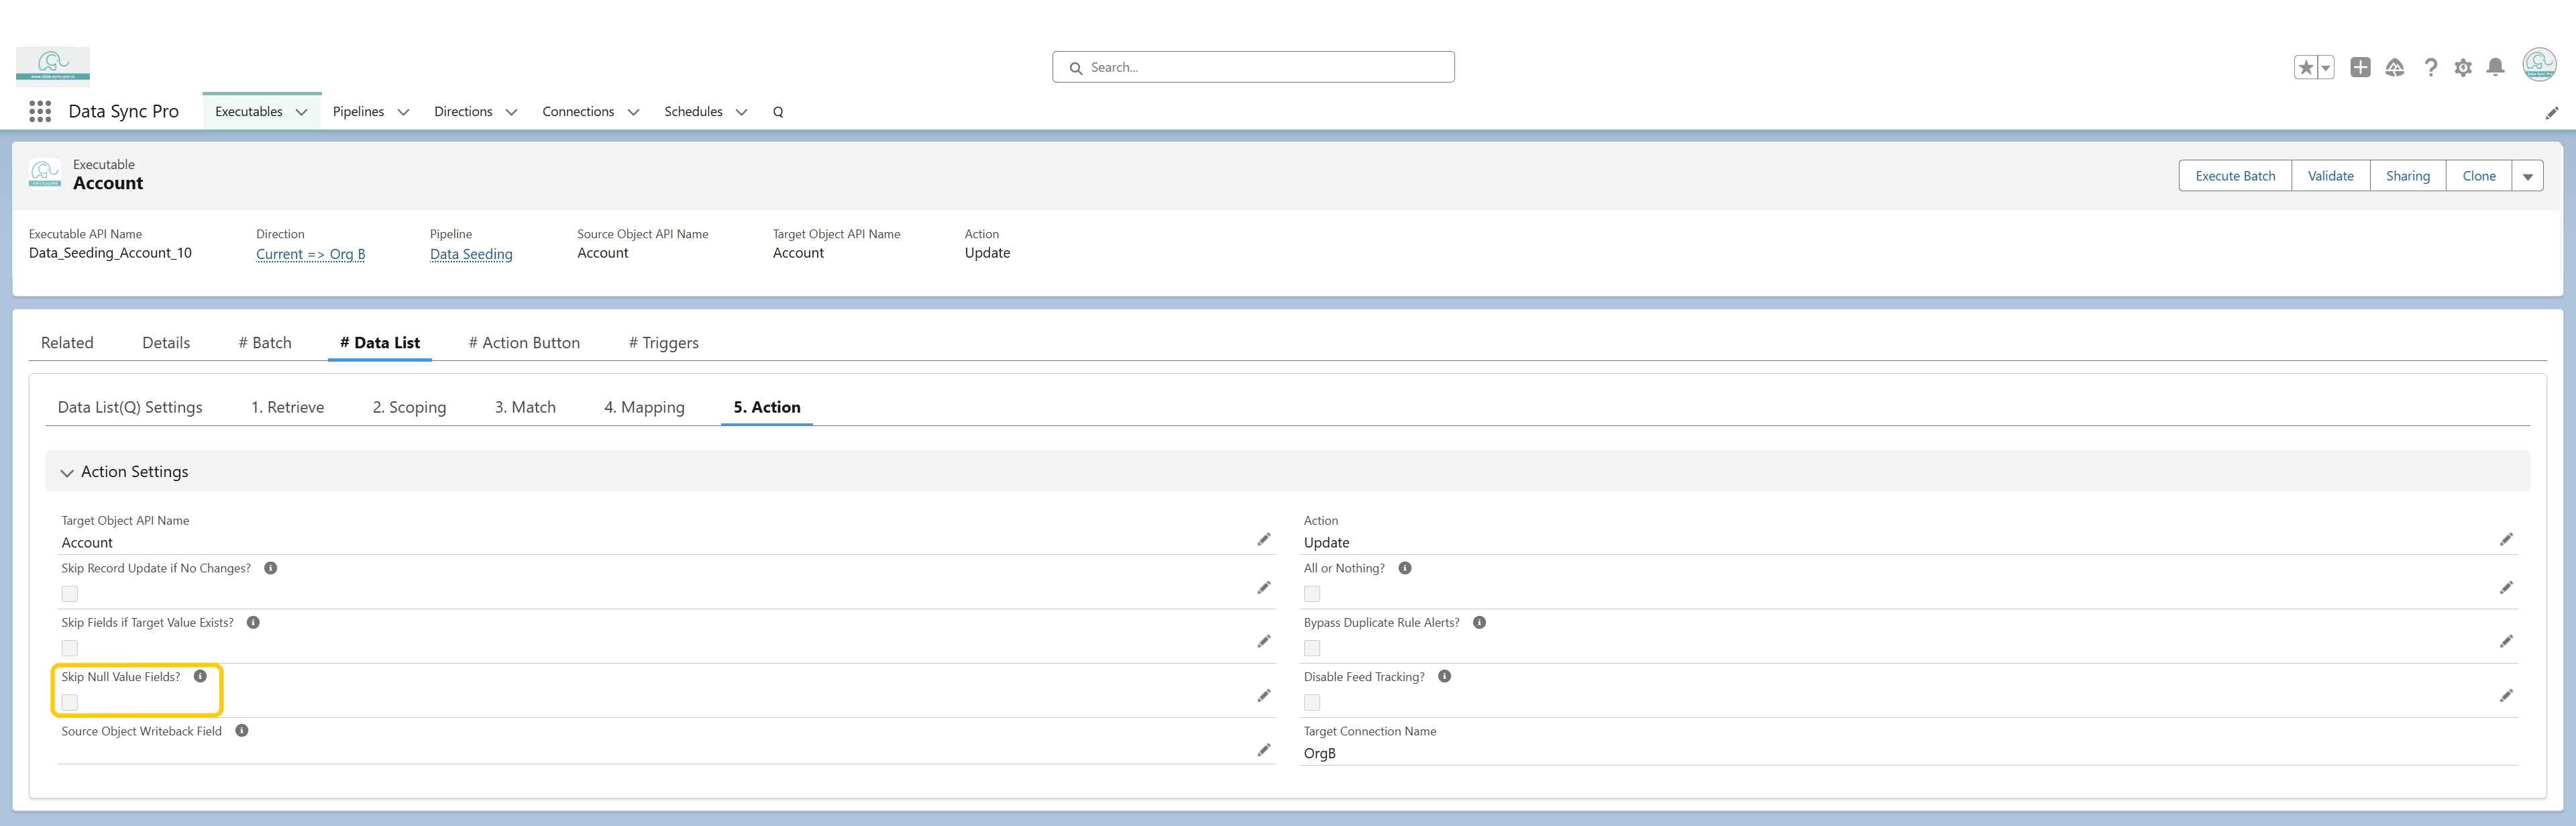 www.data-sync-pro.io
Search...
Data Sync Pro
Executables
Pipelines
Directions
Connections
Schedules
Q
Executable
Account
Execute Batch
Validate
Sharing
Clone
Executable API Name
Data_Seeding_Account_10
Direction
Current => Org B
Pipeline
Data Seeding
Source Object API Name
Account
Target Object API Name
Account
Action
Update
Related
Details
# Batch
# Data List
# Action Button
# Triggers
Data List(Q) Settings
1. Retrieve
2. Scoping
3. Match
4. Mapping
5. Action
Action Settings
Target Object API Name
Account
Action
Update
Skip Record Update if No Changes?
All or Nothing?
Skip Fields if Target Value Exists?
Bypass Duplicate Rule Alerts?
Skip Null Value Fields?
Disable Feed Tracking?
Source Object Writeback Field
Target Connection Name
OrgB